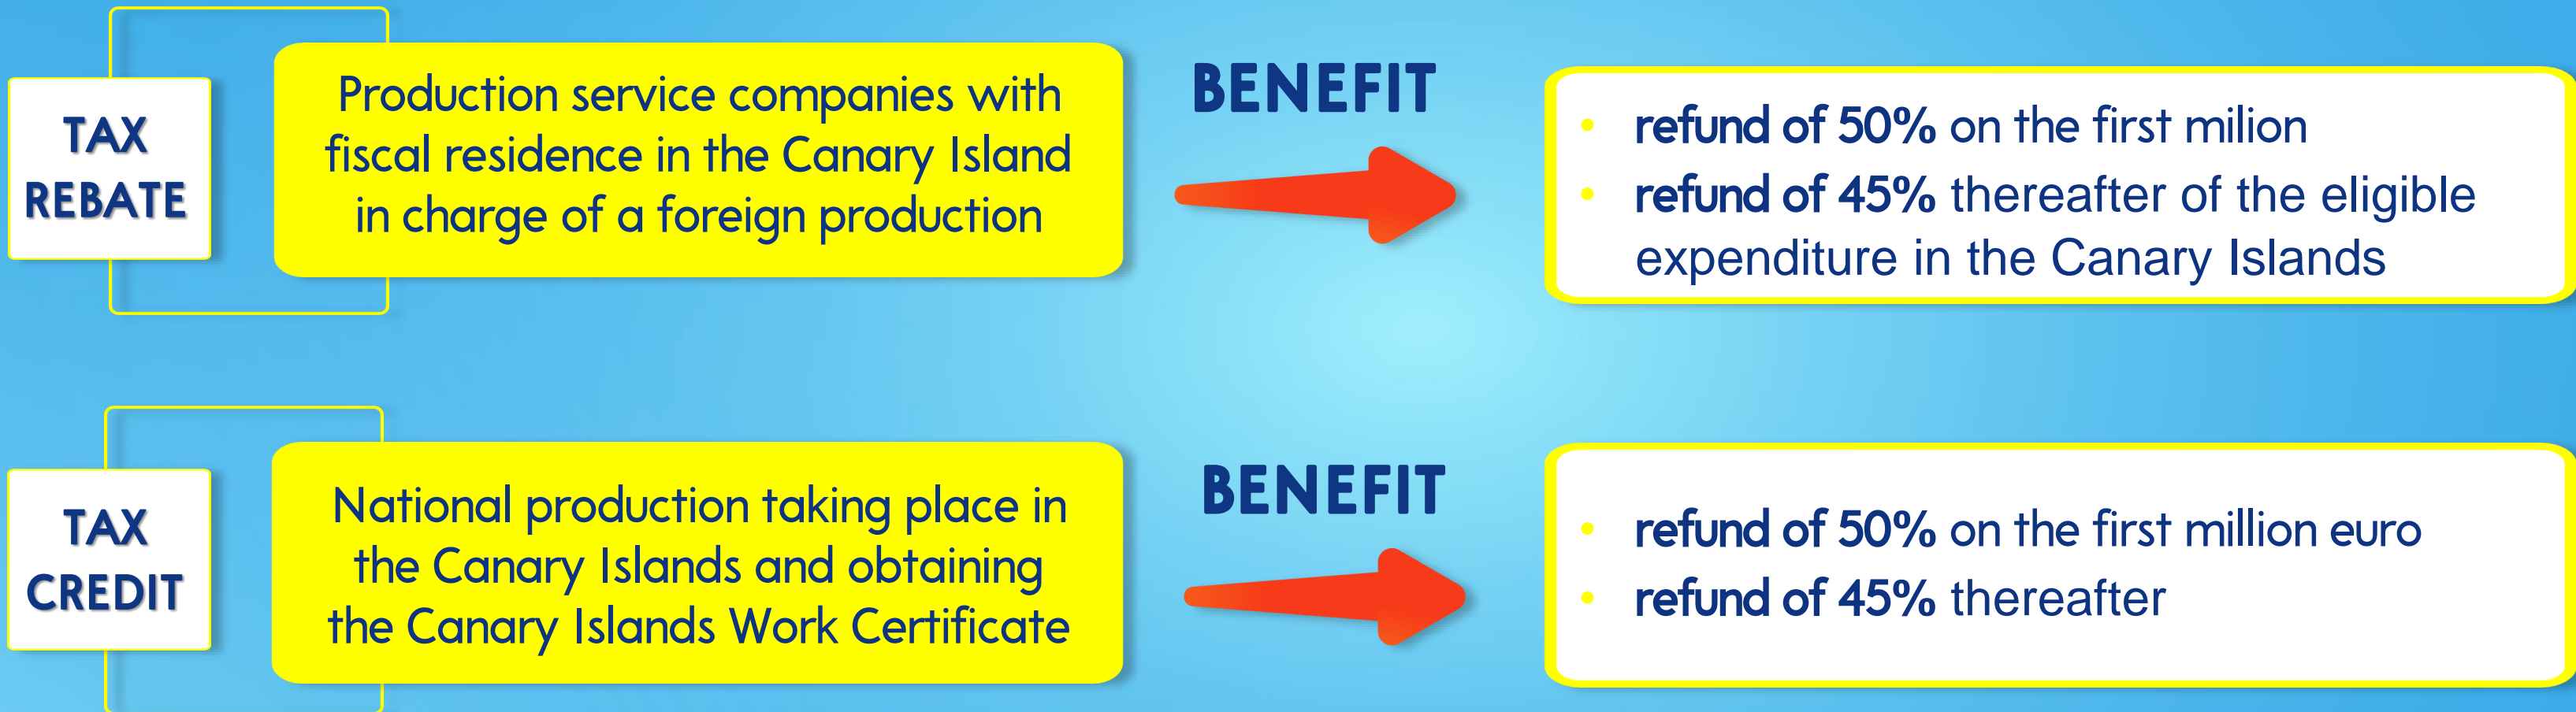 TAX
REBATE
Production service companies with
fiscal residence in the Canary Island
in charge of a foreign production
BENEFIT
• refund of 50% on the first milion
• refund of 45% thereafter of the eligible
expenditure in the Canary Islands
TAX
CREDIT
National production taking place in
the Canary Islands and obtaining
the Canary Islands Work Certificate
BENEFIT
• refund of 50% on the first million euro
• refund of 45% thereafter